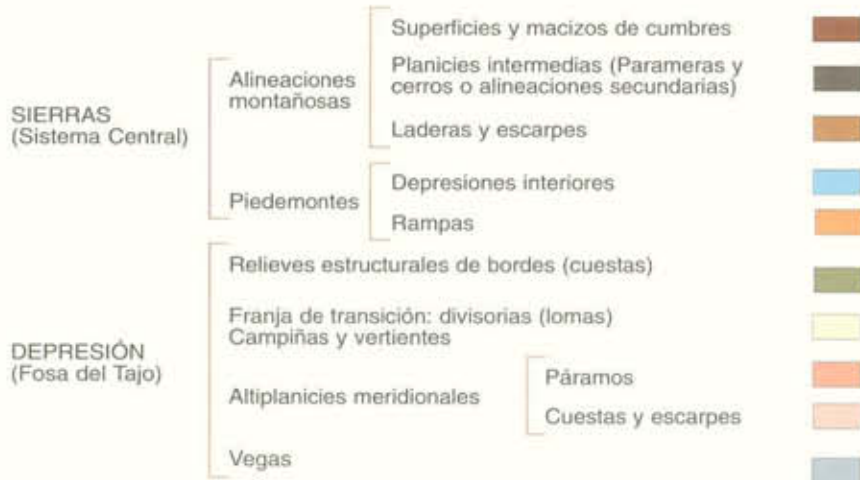 SIERRAS
(Sistema Central)
Alineaciones
montañosas
Superficies y macizos de cumbres
Planicies intermedias (Parameras y
cerros o alineaciones secundarias)
Laderas y escarpes
Piedemontes
Depresiones interiores
Rampas
DEPRESIÓN
(Fosa del Tajo)
Relieves estructurales de bordes (cuestas)
Franja de transición: divisorias (lomas)
Campiñas y vertientes
Altiplanicies meridionales
Páramos
Cuestas y escarpes
Vegas